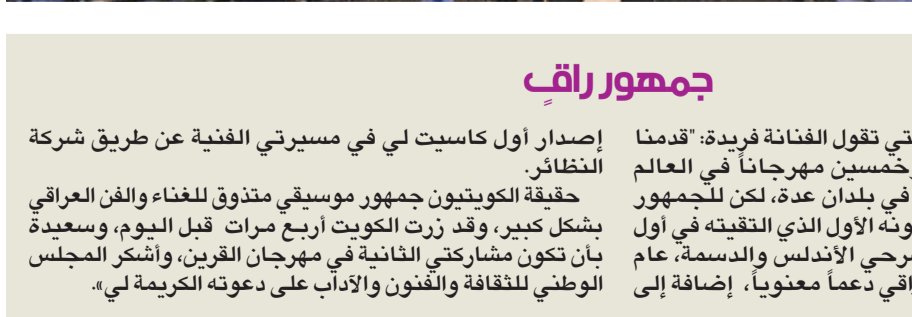 جمهور راقٍ
تي تقول الفنانة فريدة: "قدمنا
خمسين مهرجاناً في العالم
في بلدان عدة، لكن للجمهور
ونه الأول الذي التقيته في أول
رحي الأندلس والدسمة، عام
اقي دعماً معنوياً، إضافة إلى
إصدار أول كاسيت لي في مسيرتي الفنية عن طريق شركة
النظائر.
حقيقة الكويتيون جمهور موسيقي متذوق للغناء والفن العراقي
بشكل كبير، وقد زرت الكويت أربع مرات قبل اليوم، وسعيدة
بأن تكون مشاركتي الثانية في مهرجان القرين، وأشكر المجلس
الوطني للثقافة والفنون والآداب على دعوته الكريمة لي».